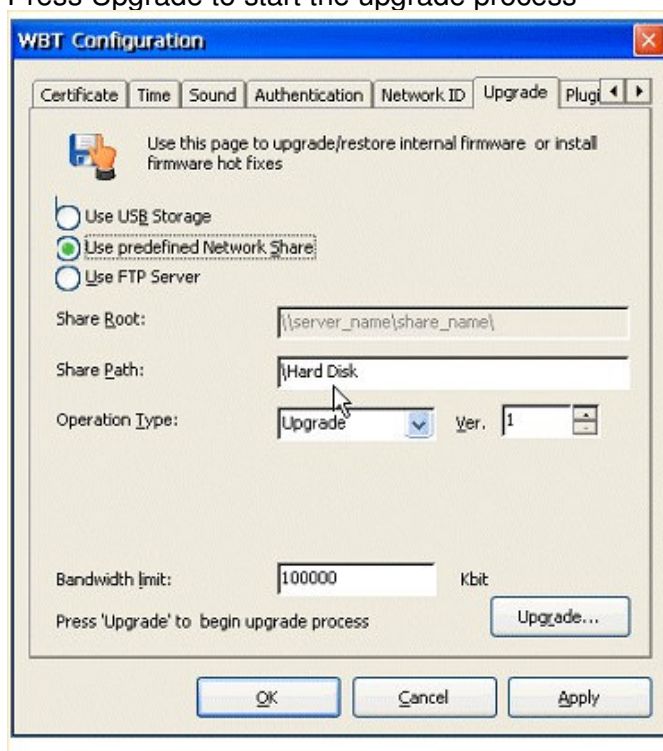 Press Upgrade to start the upgrade process
WBT Configuration
Certificate Time Sound Authentication Network ID Upgrade
Use this page to upgrade/restore internal firmware or install
firmware hot fixes
Use USB Storage
Use predefined Network Share
Use FTP Server
Share Root: \\server_name\share_name\
Share Path: \Hard Disk
Operation Type: Upgrade Ver. 1
Bandwidth limit: 100000 Kbit
Press 'Upgrade' to begin upgrade process Upgrade...
OK Cancel Apply